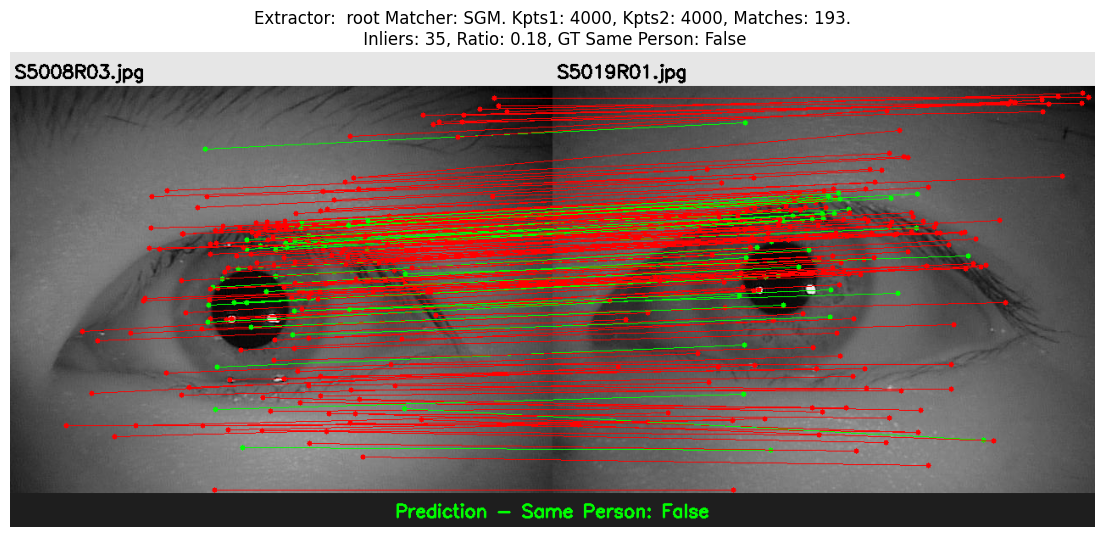 Extractor:  root Matcher: SGM. Kpts1: 4000, Kpts2: 4000, Matches: 193.
Inliers: 35, Ratio: 0.18, GT Same Person: False
S5008R03.jpg
S5019R01.jpg
Prediction - Same Person: False